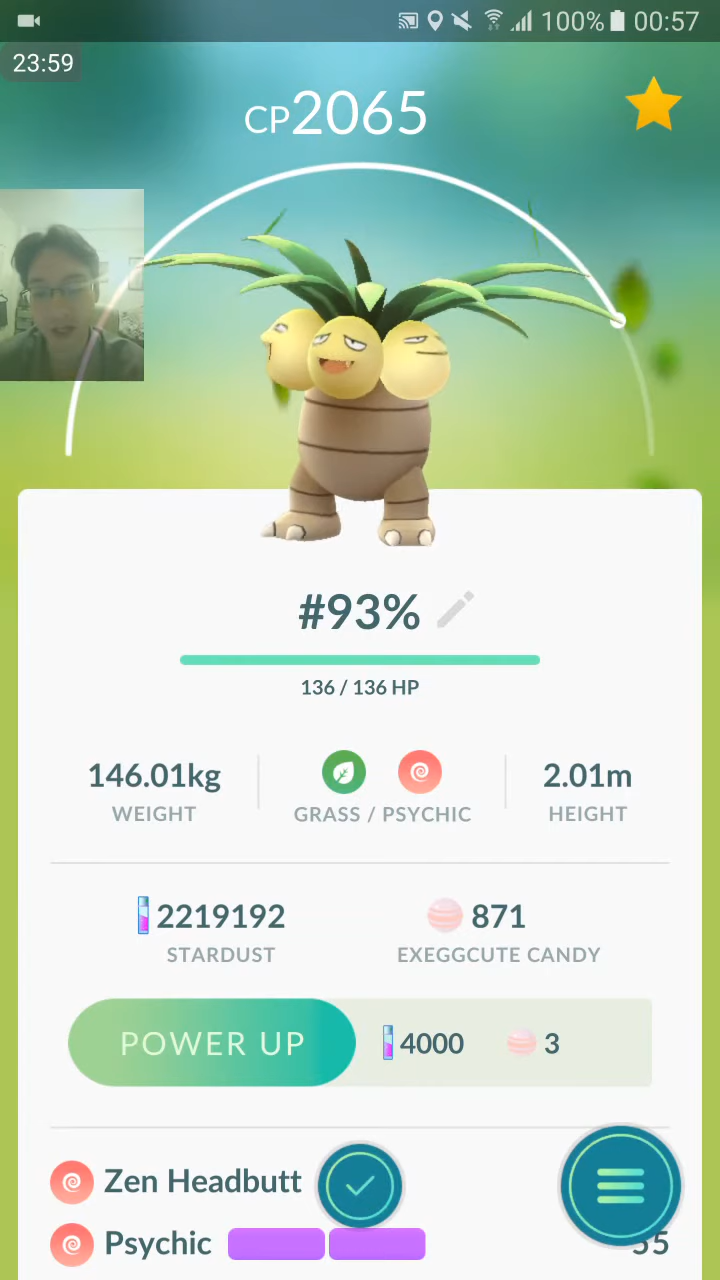 100% 00:57
23:59
CP2065
#93%
136 / 136 HP
146.01kg
WEIGHT
GRASS / PSYCHIC
2.01m
HEIGHT
2219192
STARDUST
871
EXEGGCUTE CANDY
POWER UP
4000
3
Zen Headbutt
Psychic
55